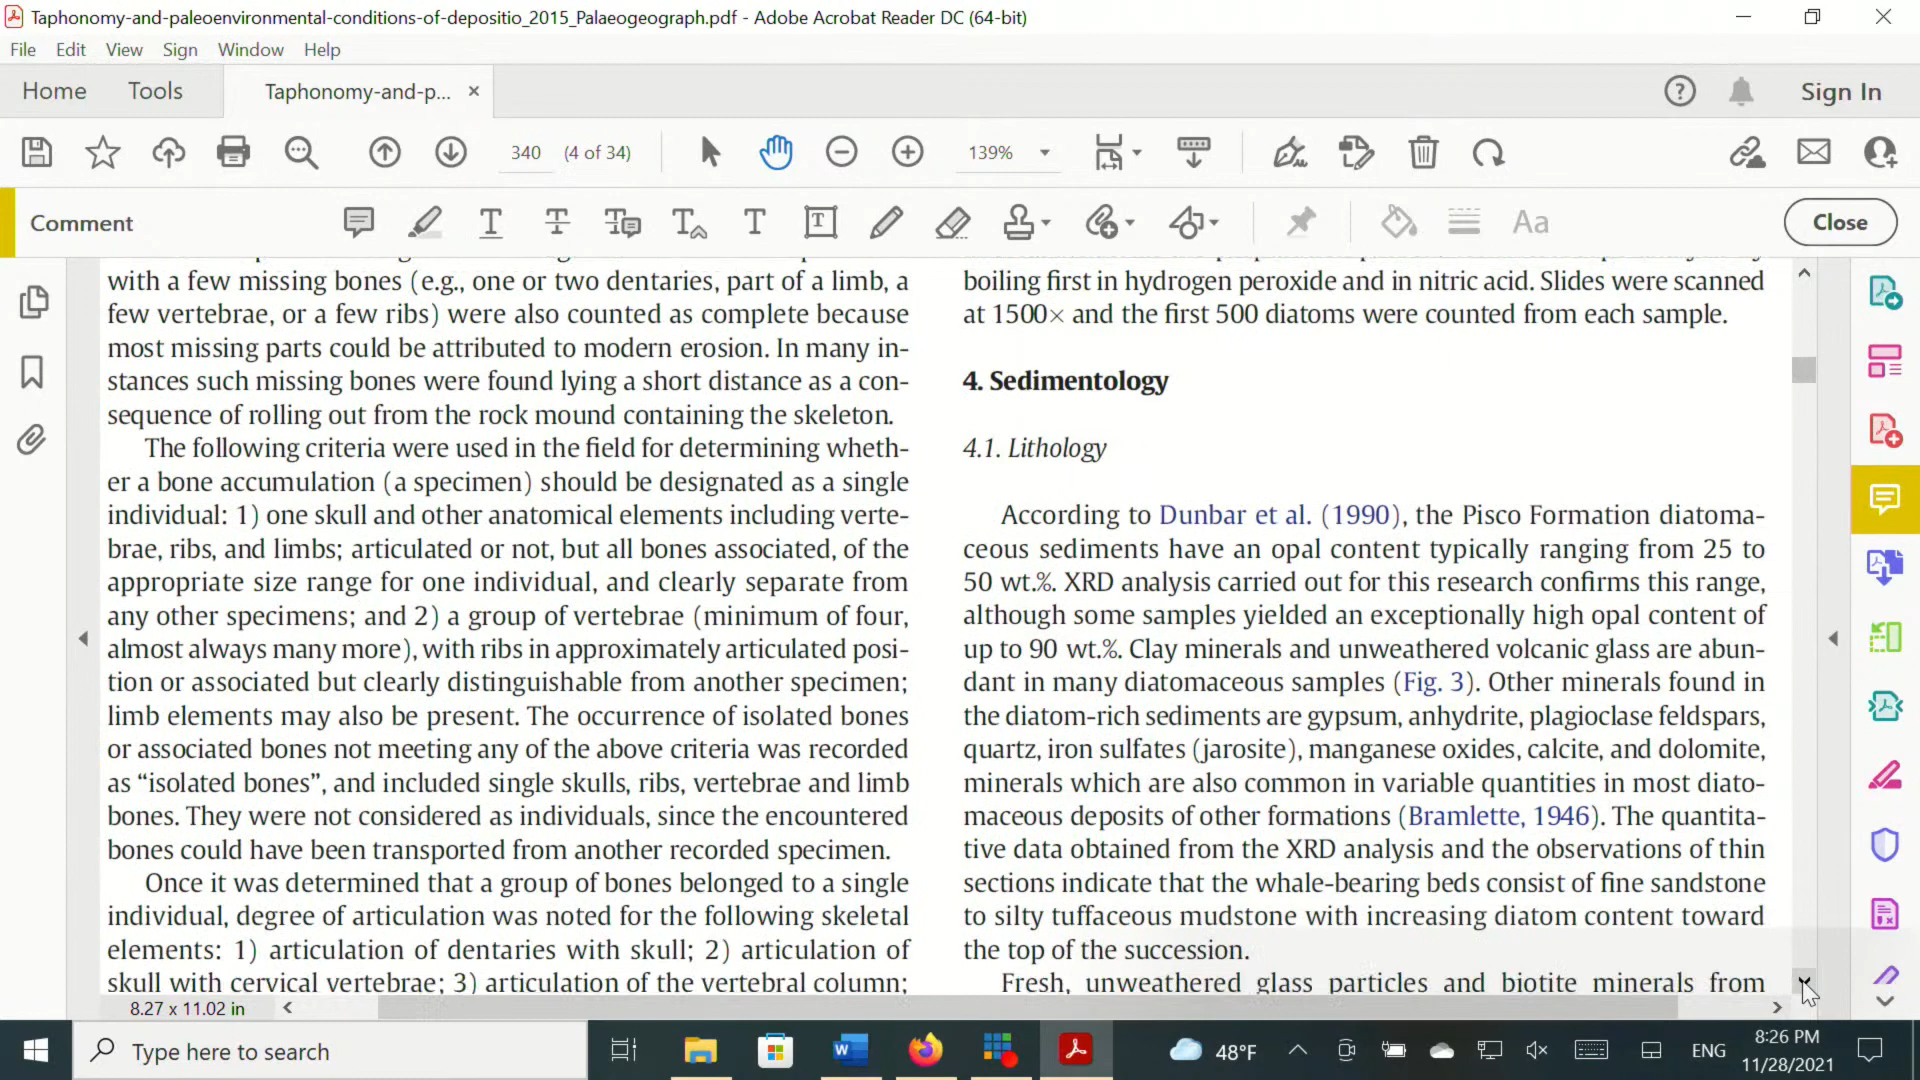 Taphonomy-and-paleoenvironmental-conditions-of-depositio_2015_Palaeogeograph.pdf - Adobe Acrobat Reader DC (64-bit)
File Edit View Sign Window Help
Home Tools Taphonomy-and-p... × Sign In
340 (4 of 34) 139%
Comment Aa Close
with a few missing bones (e.g., one or two dentaries, part of a limb, a
few vertebrae, or a few ribs) were also counted as complete because
most missing parts could be attributed to modern erosion. In many in-
stances such missing bones were found lying a short distance as a con-
sequence of rolling out from the rock mound containing the skeleton.
The following criteria were used in the field for determining wheth-
er a bone accumulation (a specimen) should be designated as a single
individual: 1) one skull and other anatomical elements including verte-
brae, ribs, and limbs; articulated or not, but all bones associated, of the
appropriate size range for one individual, and clearly separate from
any other specimens; and 2) a group of vertebrae (minimum of four,
almost always many more), with ribs in approximately articulated posi-
tion or associated but clearly distinguishable from another specimen;
limb elements may also be present. The occurrence of isolated bones
or associated bones not meeting any of the above criteria was recorded
as “isolated bones”, and included single skulls, ribs, vertebrae and limb
bones. They were not considered as individuals, since the encountered
bones could have been transported from another recorded specimen.
Once it was determined that a group of bones belonged to a single
individual, degree of articulation was noted for the following skeletal
elements: 1) articulation of dentaries with skull; 2) articulation of
skull with cervical vertebrae; 3) articulation of the vertebral column;
boiling first in hydrogen peroxide and in nitric acid. Slides were scanned
at 1500× and the first 500 diatoms were counted from each sample.
4. Sedimentology
4.1. Lithology
According to Dunbar et al. (1990), the Pisco Formation diatoma-
ceous sediments have an opal content typically ranging from 25 to
50 wt.%. XRD analysis carried out for this research confirms this range,
although some samples yielded an exceptionally high opal content of
up to 90 wt.%. Clay minerals and unweathered volcanic glass are abun-
dant in many diatomaceous samples (Fig. 3). Other minerals found in
the diatom-rich sediments are gypsum, anhydrite, plagioclase feldspars,
quartz, iron sulfates (jarosite), manganese oxides, calcite, and dolomite,
minerals which are also common in variable quantities in most diato-
maceous deposits of other formations (Bramlette, 1946). The quantita-
tive data obtained from the XRD analysis and the observations of thin
sections indicate that the whale-bearing beds consist of fine sandstone
to silty tuffaceous mudstone with increasing diatom content toward
the top of the succession.
Fresh, unweathered glass particles and biotite minerals from
8.27 x 11.02 in
Type here to search
48°F ENG
8:26 PM
11/28/2021